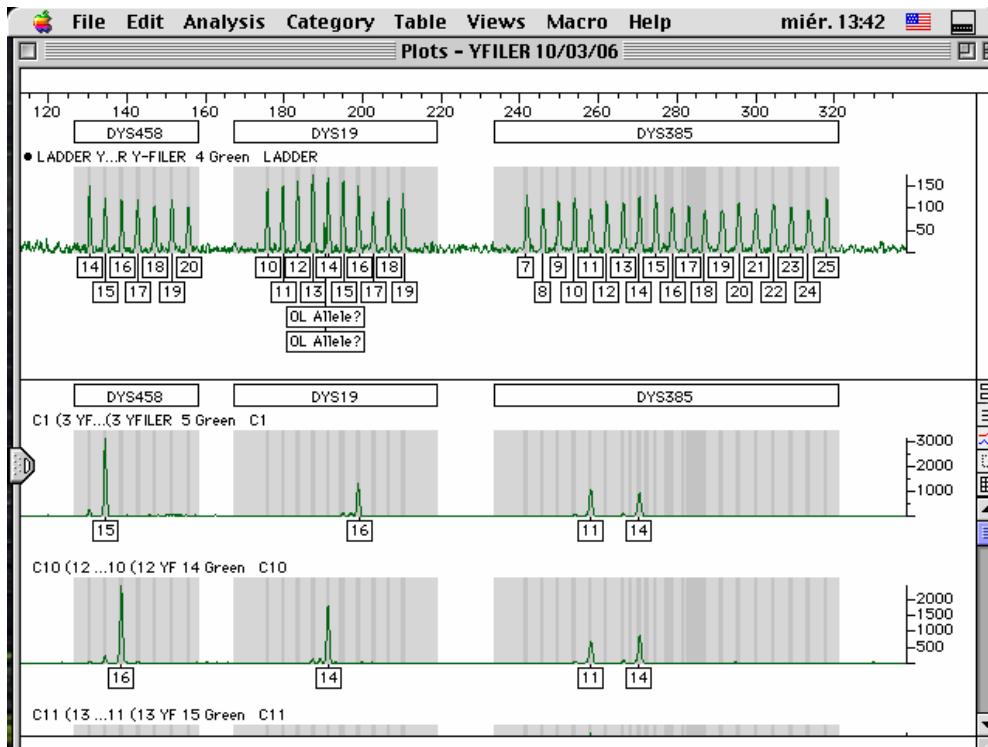 File Edit Analysis Category Table Views Macro Help miér. 13:42
Plots - YFILER 10/03/06
120 140 160 180 200 220 240 260 280 300 320
DYS458 DYS19 DYS385
LADDER Y...R Y-FILER 4 Green LADDER
150
100
50
14 16 18 20 10 12 14 16 18 7 9 11 13 15 17 19 21 23 25
15 17 19 11 13 15 17 19 8 10 12 14 16 18 20 22 24
OL Allele?
OL Allele?
DYS458 DYS19 DYS385
C1 (3 YF...(3 YFILER 5 Green C1
3000
2000
1000
15 16 11 14
C10 (12 ...10 (12 YF 14 Green C10
2000
1500
1000
500
16 14 11 14
C11 (13 ...11 (13 YF 15 Green C11